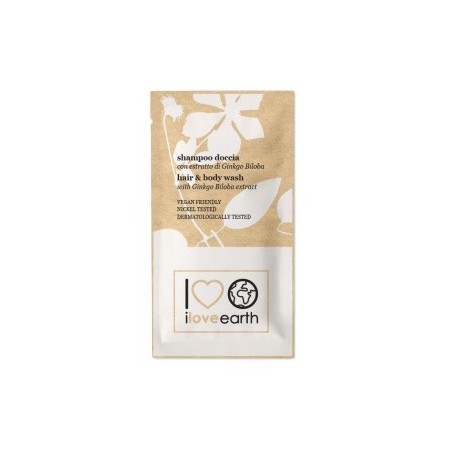 shampoo doccia
con estratto di Ginkgo Biloba
hair & body wash
with Ginkgo Biloba extract
VEGAN FRIENDLY
NICKEL TESTED
DERMATOLOGICALLY TESTED
I
iloveearth